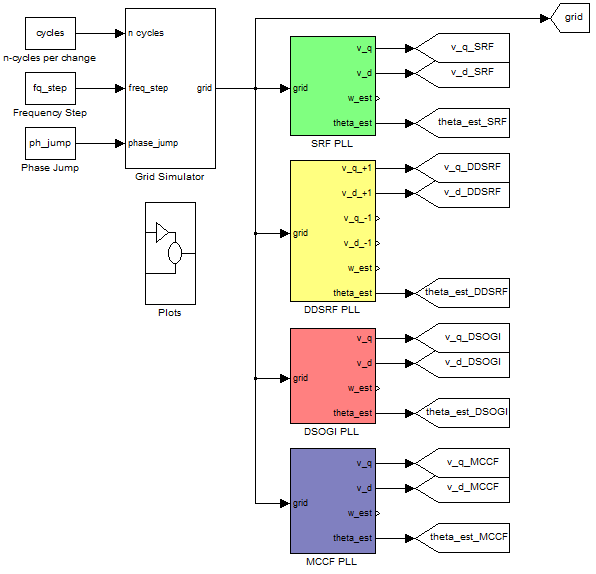 cycles
n-cycles per change
fq_step
Frequency Step
ph_jump
Phase Jump
n cycles
freq_step
phase_jump
grid
Grid Simulator
Plots
grid
grid
v_q
v_d
w_est
theta_est
SRF PLL
v_q_SRF
v_d_SRF
theta_est_SRF
grid
v_q_+1
v_d_+1
v_q_-1
v_d_-1
w_est
theta_est
DDSRF PLL
v_q_DDSRF
v_d_DDSRF
theta_est_DDSRF
grid
v_q
v_d
w_est
theta_est
DSOGI PLL
v_q_DSOGI
v_d_DSOGI
theta_est_DSOGI
grid
v_q
v_d
w_est
theta_est
MCCF PLL
v_q_MCCF
v_d_MCCF
theta_est_MCCF